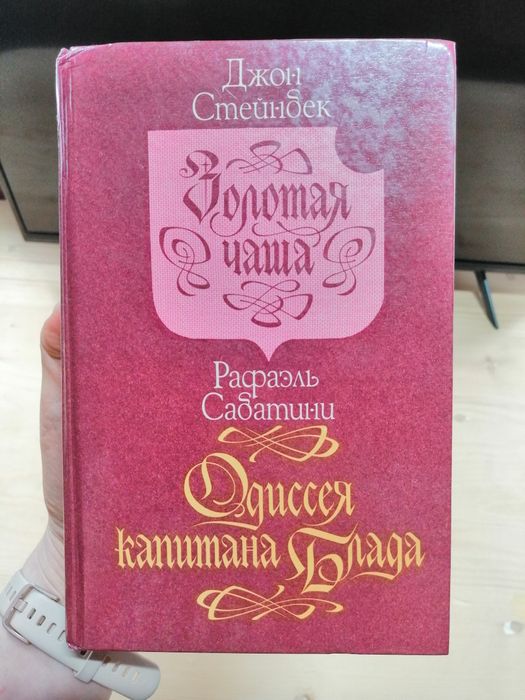 Джон
Стейнбек
Золотая
чаша
Рафаэль
Сабатини
Одиссея
капитана Блада